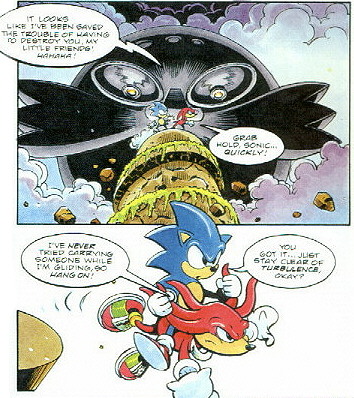 IT LOOKS
LIKE I'VE BEEN SAVED
THE TROUBLE OF HAVING
TO DESTROY YOU, MY
LITTLE FRIENDS!
HAHAHA!
GRAB
HOLD, SONIC...
QUICKLY!
I'VE NEVER
TRIED CARRYING
SOMEONE WHILE
I'M GLIDING, SO
HANG ON!
YOU
GOT IT... JUST
STAY CLEAR OF
TURBULENCE,
OKAY?